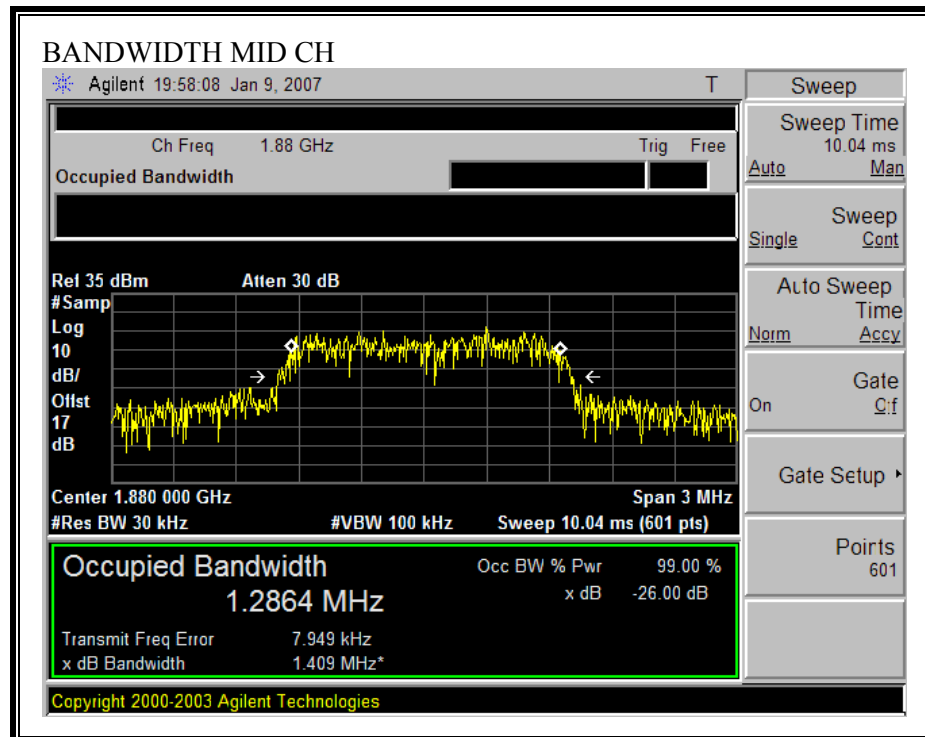 BANDWIDTH MID CH
Agilent 19:58:08 Jan 9, 2007 T
Ch Freq 1.88 GHz Trig Free
Occupied Bandwidth
Ref 35 dBm Atten 30 dB
#Samp
Log
10
dB/
Offst
17
dB
Center 1.880 000 GHz Span 3 MHz
#Res BW 30 kHz #VBW 100 kHz Sweep 10.04 ms (601 pts)
Occupied Bandwidth
1.2864 MHz
Occ BW % Pwr 99.00 %
x dB -26.00 dB
Transmit Freq Error 7.949 kHz
x dB Bandwidth 1.409 MHz*
Copyright 2000-2003 Agilent Technologies
Sweep
Sweep Time
10.04 ms
Auto Man
Sweep
Single Cont
Auto Sweep
Time
Norm Accy
Gate
On Off
Gate Setup
Points
601